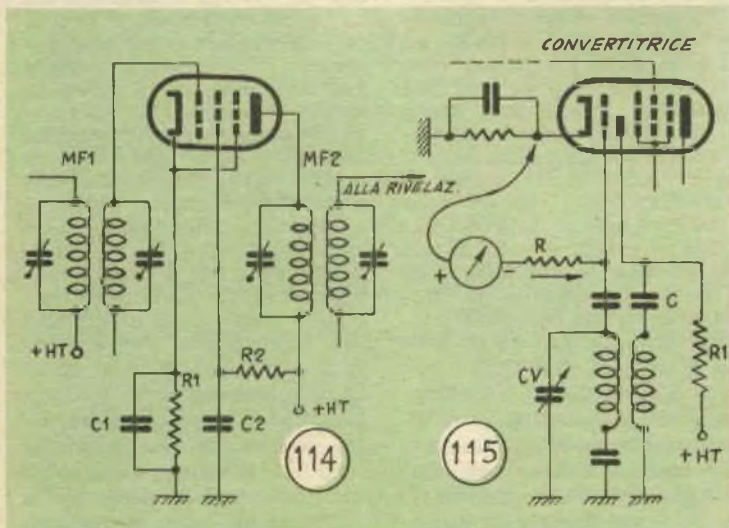 MF1
MF2
ALLA RIVELAZ.
+HT
R1
C1
R2
C2
+HT
114
CONVERTITRICE
+
-
R
C
CV
R1
+HT
115